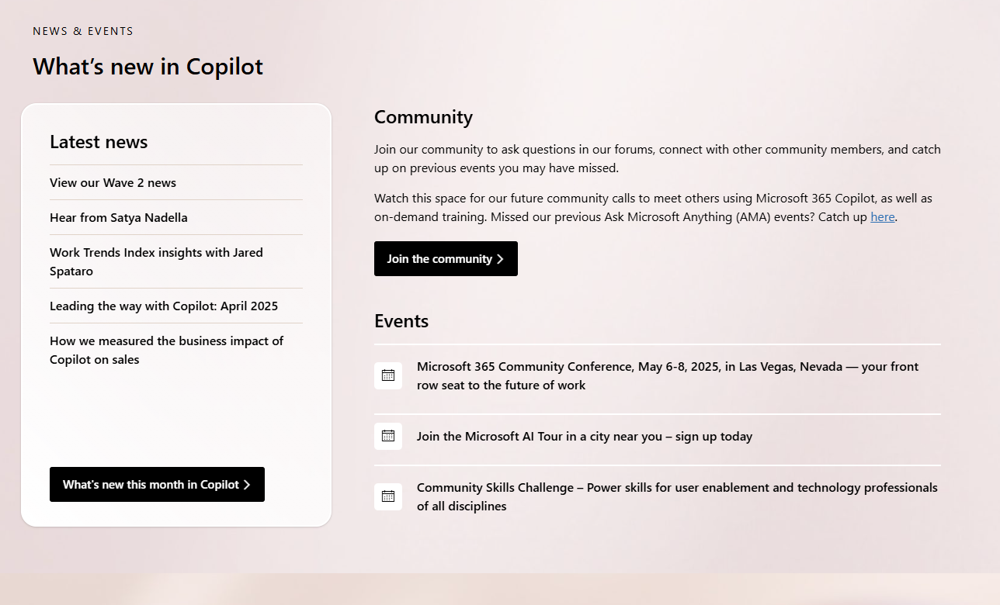 NEWS & EVENTS
What’s new in Copilot
Latest news
View our Wave 2 news
Hear from Satya Nadella
Work Trends Index insights with Jared
Spataro
Leading the way with Copilot: April 2025
How we measured the business impact of
Copilot on sales
What's new this month in Copilot
Community
Join our community to ask questions in our forums, connect with other community members, and catch
up on previous events you may have missed.
Watch this space for our future community calls to meet others using Microsoft 365 Copilot, as well as
on-demand training. Missed our previous Ask Microsoft Anything (AMA) events? Catch up here.
Join the community
Events
Microsoft 365 Community Conference, May 6-8, 2025, in Las Vegas, Nevada — your front
row seat to the future of work
Join the Microsoft AI Tour in a city near you – sign up today
Community Skills Challenge – Power skills for user enablement and technology professionals
of all disciplines